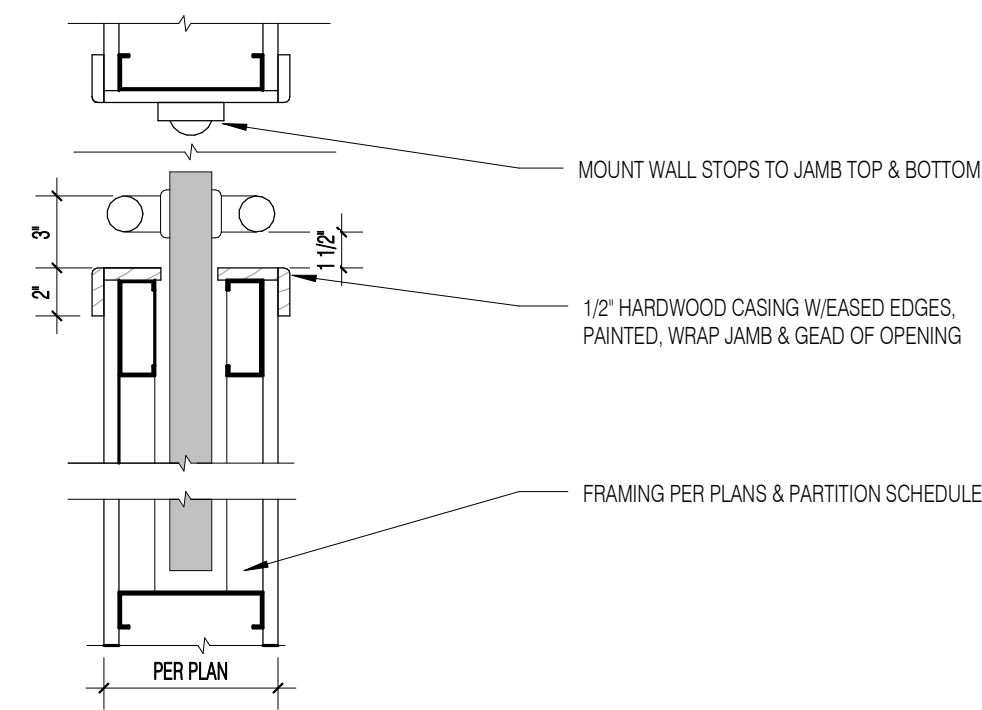 MOUNT WALL STOPS TO JAMB TOP & BOTTOM
3"
1 1/2"
2"
1/2" HARDWOOD CASING W/EASED EDGES,
PAINTED, WRAP JAMB & GEAD OF OPENING
FRAMING PER PLANS & PARTITION SCHEDULE
PER PLAN